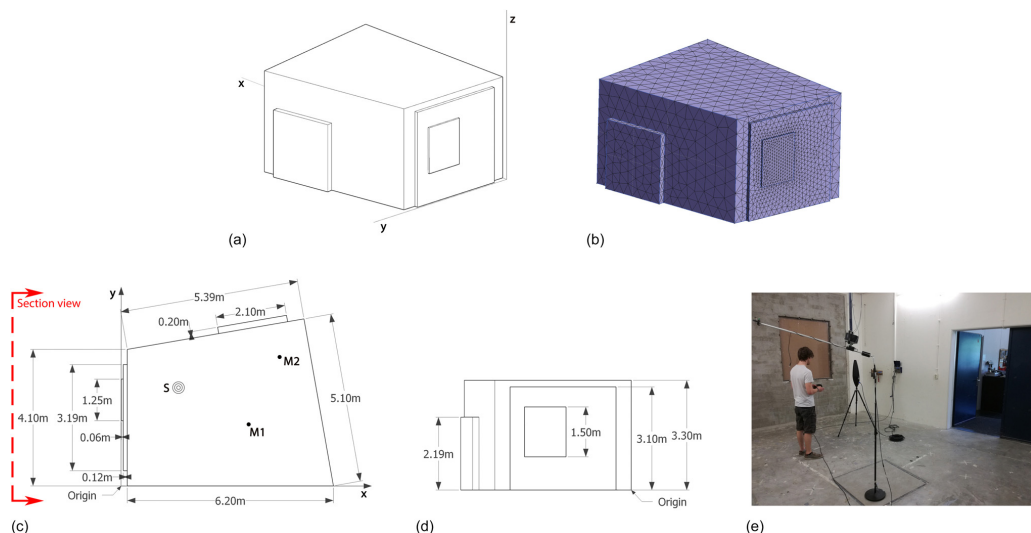 z
x
y
(a)
(b)
y
Section view
5.39m
2.10m
0.20m
M2
S
1.25m
4.10m
3.19m
5.10m
M1
0.06m
0.12m
Origin
x
6.20m
(c)
1.50m
2.19m
3.10m
3.30m
Origin
(d)
(e)